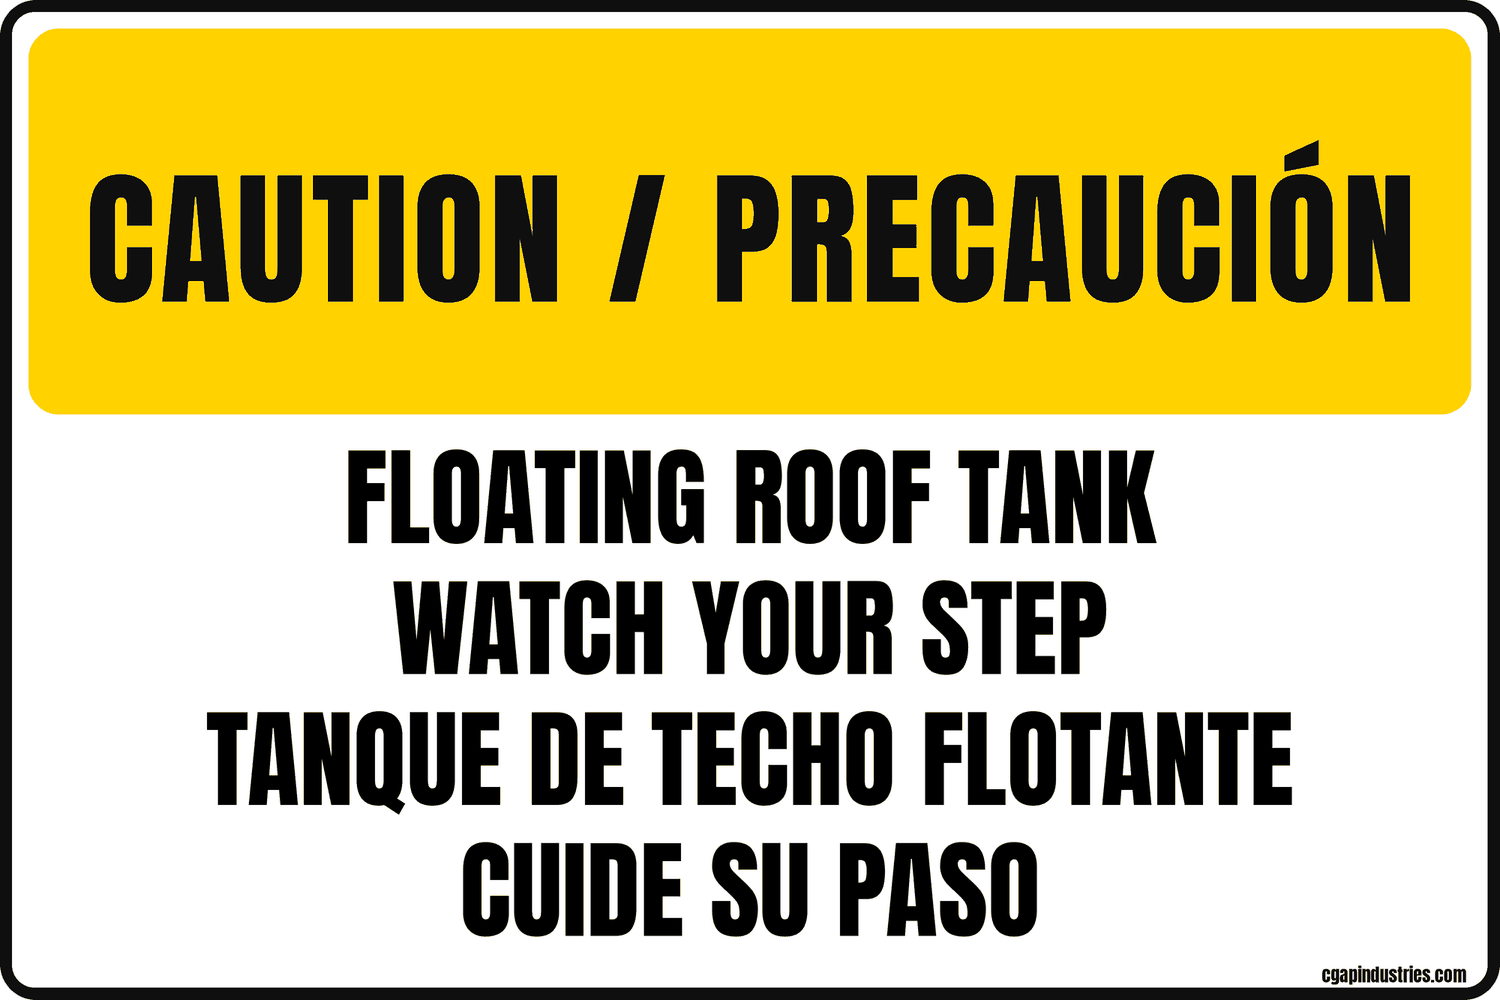 CAUTION / PRECAUCIÓN
FLOATING ROOF TANK
WATCH YOUR STEP
TANQUE DE TECHO FLOTANTE
CUIDE SU PASO
cgapindustries.com